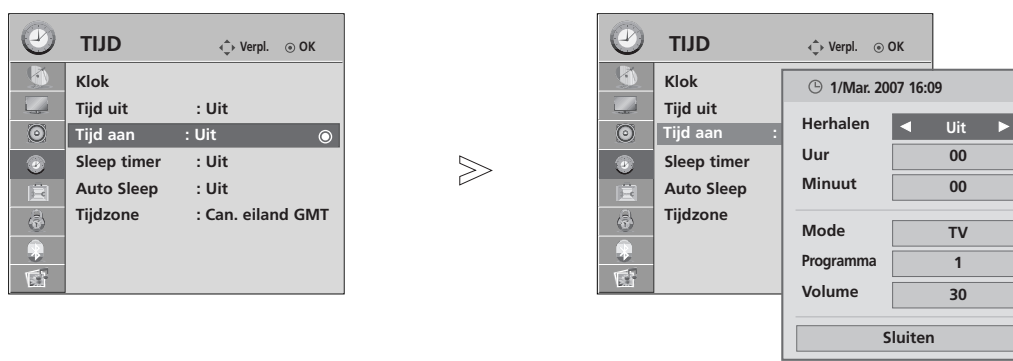 TIJD Verpl. OK
Klok
Tijd uit : Uit
Tijd aan : Uit
Sleep timer : Uit
Auto Sleep : Uit
Tijdzone : Can. eiland GMT
>
TIJD Verpl. OK
Klok
Tijd uit
Tijd aan :
Sleep timer
Auto Sleep
Tijdzone
1/Mar. 2007 16:09
Herhalen ◀ Uit ▶
Uur 00
Minuut 00
Mode TV
Programma 1
Volume 30
Sluiten